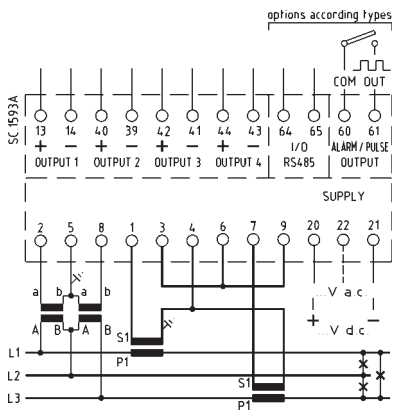 options according types
SC 1593A
COM OUT
13 14 40 39 42 41 44 43 64 65 60 61
+ − + − + − + − I/O ALARM/PULSE
OUTPUT 1 OUTPUT 2 OUTPUT 3 OUTPUT 4 RS485 OUTPUT
SUPPLY
2 5 8 1 3 4 6 7 9 20 22 21
a b a b
...V a.c.
A B A B
+ −
...V d.c.
S1
L1
P1
L2
S1
L3
P1